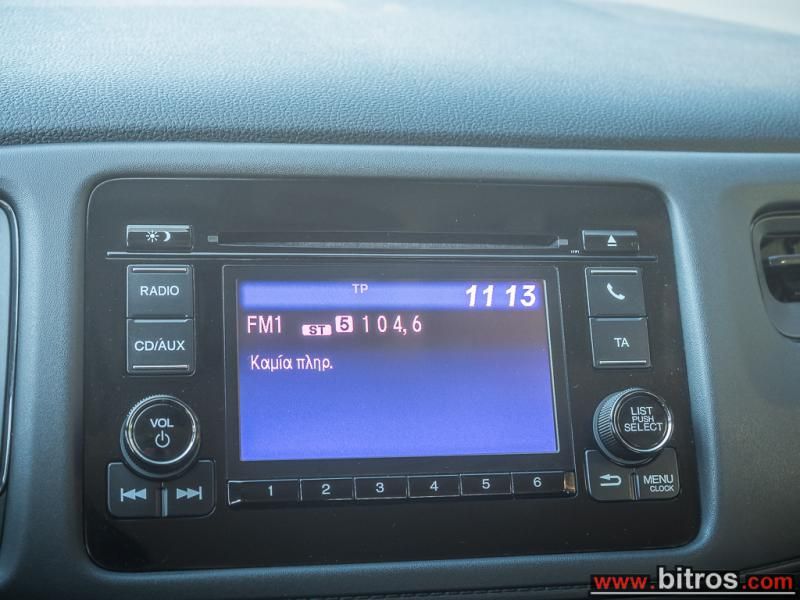 RADIO
CD/AUX
VOL
TP
11 13
FM1 ST 5 104,6
Καμία πληρ.
TA
LIST
PUSH
SELECT
MENU
CLOCK
1 2 3 4 5 6
www.bitros.com